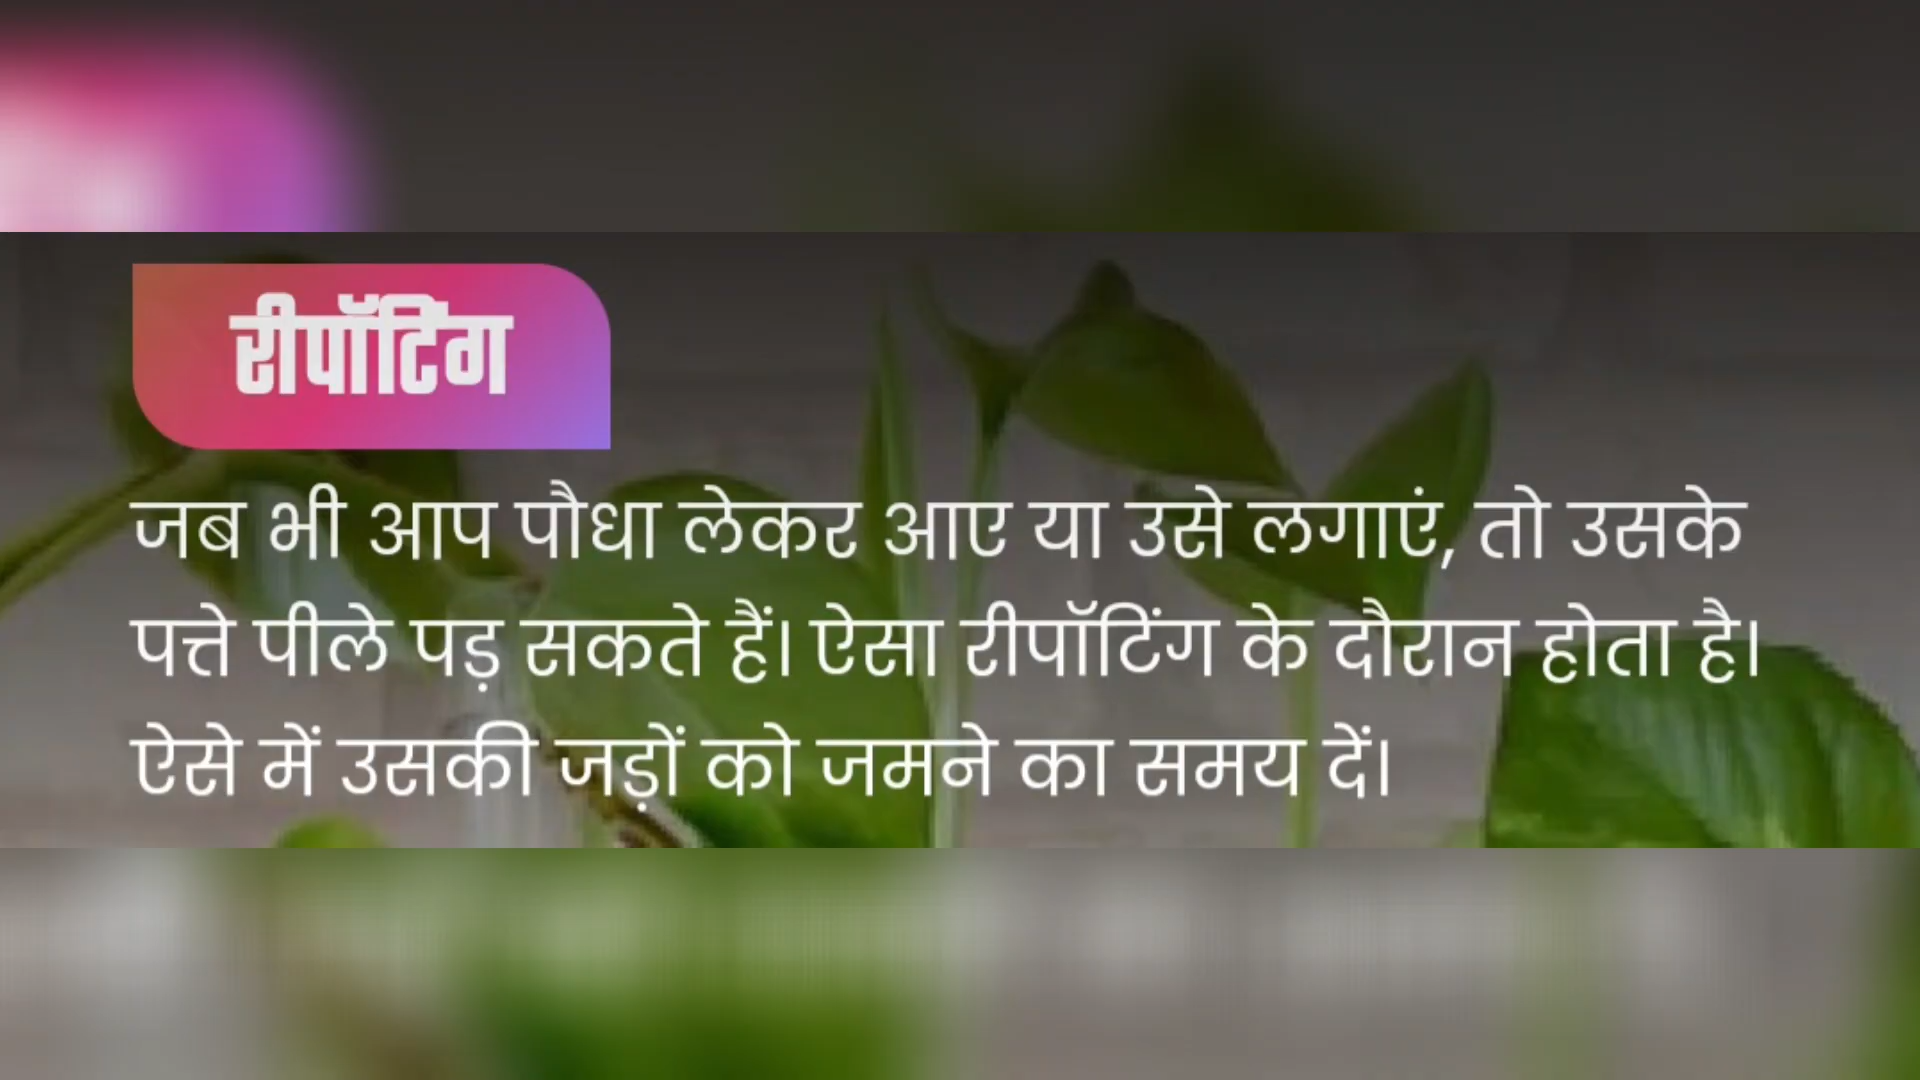 रीपॉटिंग
जब भी आप पौधा लेकर आए या उसे लगाएं, तो उसके
पत्ते पीले पड़ सकते हैं। ऐसा रीपॉटिंग के दौरान होता है।
ऐसे में उसकी जड़ों को जमने का समय दें।